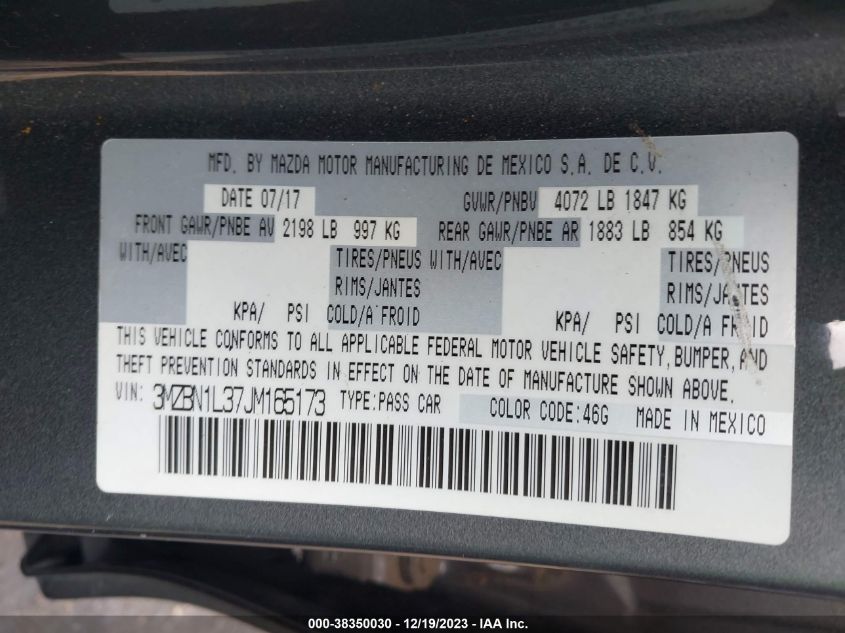 MFD. BY MAZDA MOTOR MANUFACTURING DE MEXICO S.A. DE C.V.
DATE 07/17 GVWR/PNBV 4072 LB 1847 KG
FRONT GAWR/PNBE AV 2198 LB 997 KG REAR GAWR/PNBE AR 1883 LB 854 KG
WITH/AVEC TIRES/PNEUS WITH/AVEC TIRES/PNEUS
RIMS/JANTES RIMS/JANTES
KPA/ PSI COLD/A FROID KPA/ PSI COLD/A FROID
THIS VEHICLE CONFORMS TO ALL APPLICABLE FEDERAL MOTOR VEHICLE SAFETY, BUMPER, AND
THEFT PREVENTION STANDARDS IN EFFECT ON THE DATE OF MANUFACTURE SHOWN ABOVE.
VIN: 3MZBN1L37JM165173 TYPE:PASS CAR COLOR CODE:46G MADE IN MEXICO
000-38350030 - 12/19/2023 - IAA Inc.